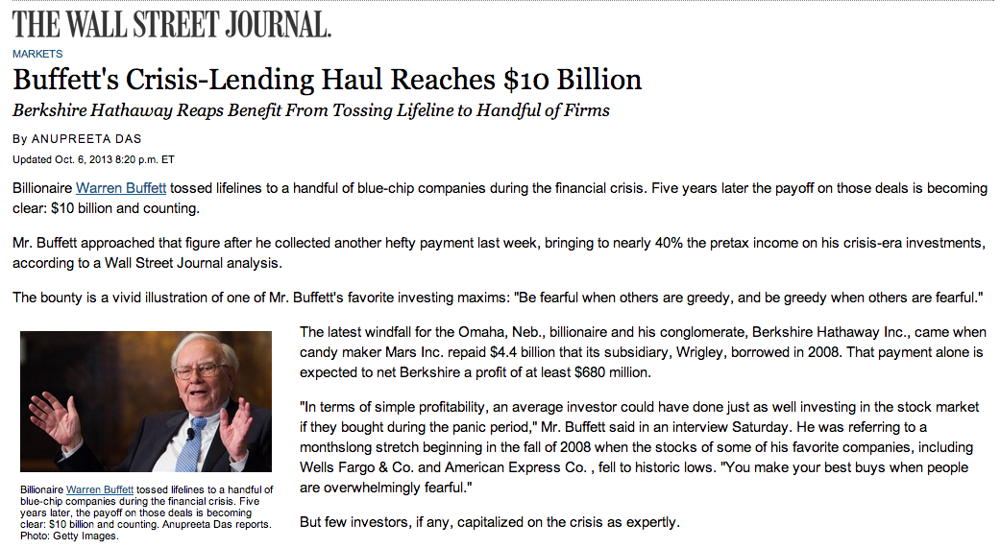 THE WALL STREET JOURNAL.
MARKETS
Buffett's Crisis-Lending Haul Reaches $10 Billion
Berkshire Hathaway Reaps Benefit From Tossing Lifeline to Handful of Firms
By ANUPREETA DAS
Updated Oct. 6, 2013 8:20 p.m. ET
Billionaire Warren Buffett tossed lifelines to a handful of blue-chip companies during the financial crisis. Five years later the payoff on those deals is becoming
clear: $10 billion and counting.
Mr. Buffett approached that figure after he collected another hefty payment last week, bringing to nearly 40% the pretax income on his crisis-era investments,
according to a Wall Street Journal analysis.
The bounty is a vivid illustration of one of Mr. Buffett's favorite investing maxims: "Be fearful when others are greedy, and be greedy when others are fearful."
The latest windfall for the Omaha, Neb., billionaire and his conglomerate, Berkshire Hathaway Inc., came when
candy maker Mars Inc. repaid $4.4 billion that its subsidiary, Wrigley, borrowed in 2008. That payment alone is
expected to net Berkshire a profit of at least $680 million.
"In terms of simple profitability, an average investor could have done just as well investing in the stock market
if they bought during the panic period," Mr. Buffett said in an interview Saturday. He was referring to a
monthslong stretch beginning in the fall of 2008 when the stocks of some of his favorite companies, including
Wells Fargo & Co. and American Express Co. , fell to historic lows. "You make your best buys when people
are overwhelmingly fearful."
But few investors, if any, capitalized on the crisis as expertly.
Billionaire Warren Buffett tossed lifelines to a handful of
blue-chip companies during the financial crisis. Five
years later, the payoff on those deals is becoming
clear: $10 billion and counting. Anupreeta Das reports.
Photo: Getty Images.